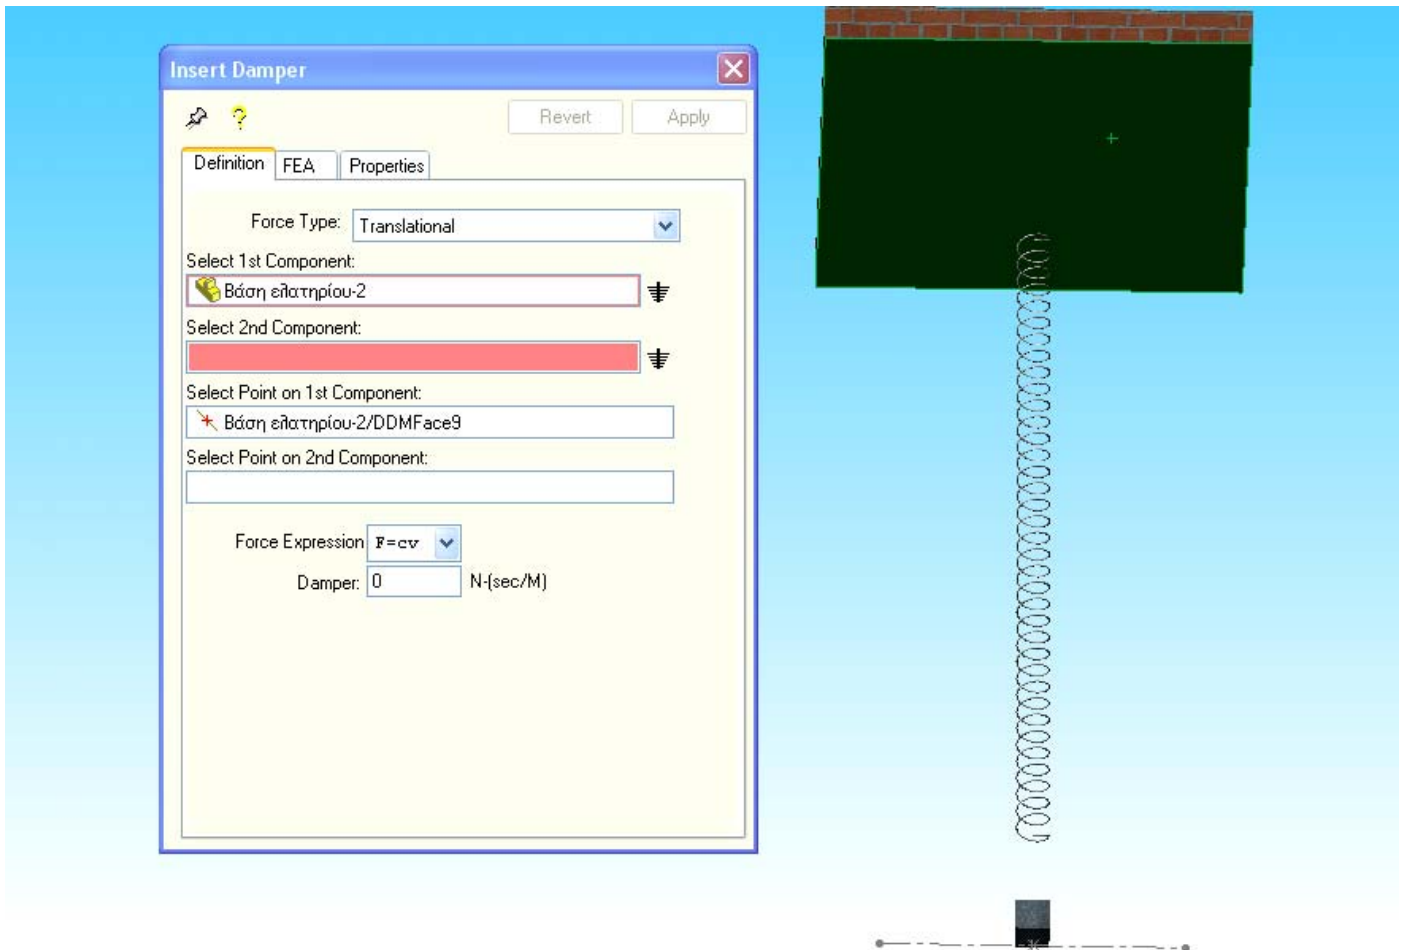 Insert Damper
Revert Apply
Definition FEA Properties
Force Type: Translational
Select 1st Component:
Βάση ελατηρίου-2
Select 2nd Component:
Select Point on 1st Component:
Βάση ελατηρίου-2/DDMFace9
Select Point on 2nd Component:
Force Expression F=cv
Damper: 0 N-(sec/M)